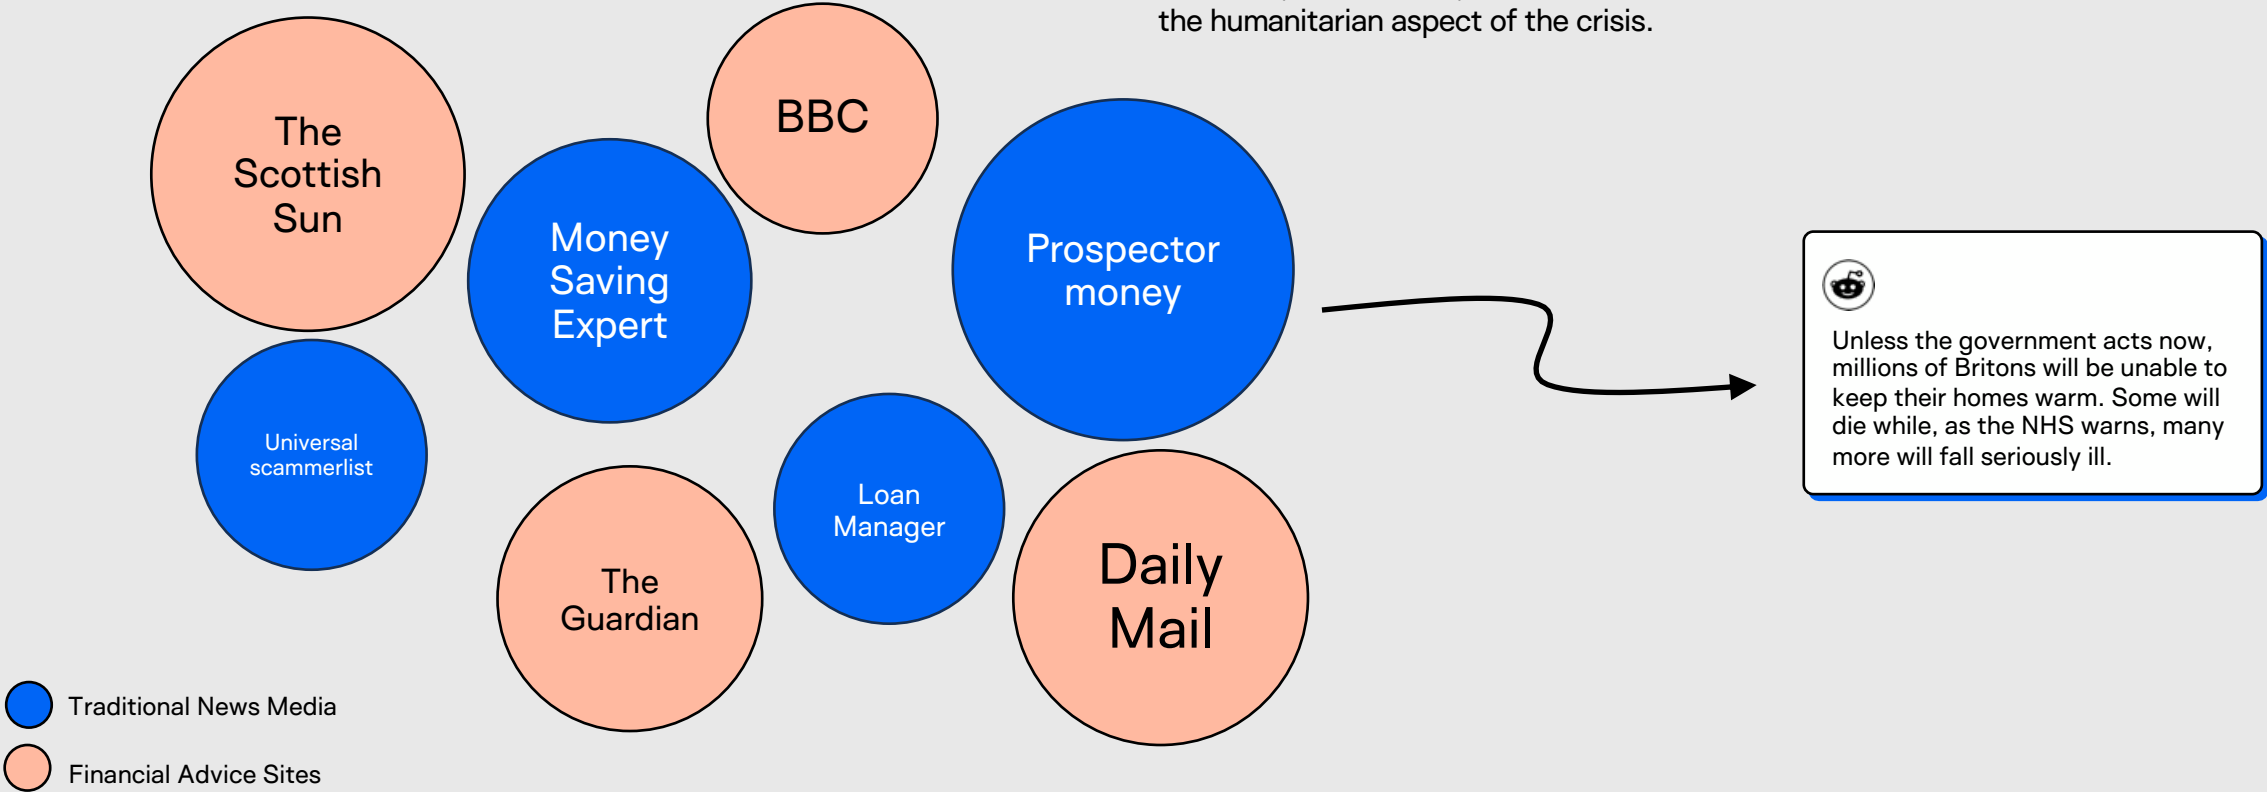 the humanitarian aspect of the crisis.
The
Scottish
Sun
BBC
Money
Saving
Expert
Prospector
money
Universal
scammerlist
Loan
Manager
The
Guardian
Daily
Mail
Unless the government acts now,
millions of Britons will be unable to
keep their homes warm. Some will
die while, as the NHS warns, many
more will fall seriously ill.
Traditional News Media
Financial Advice Sites